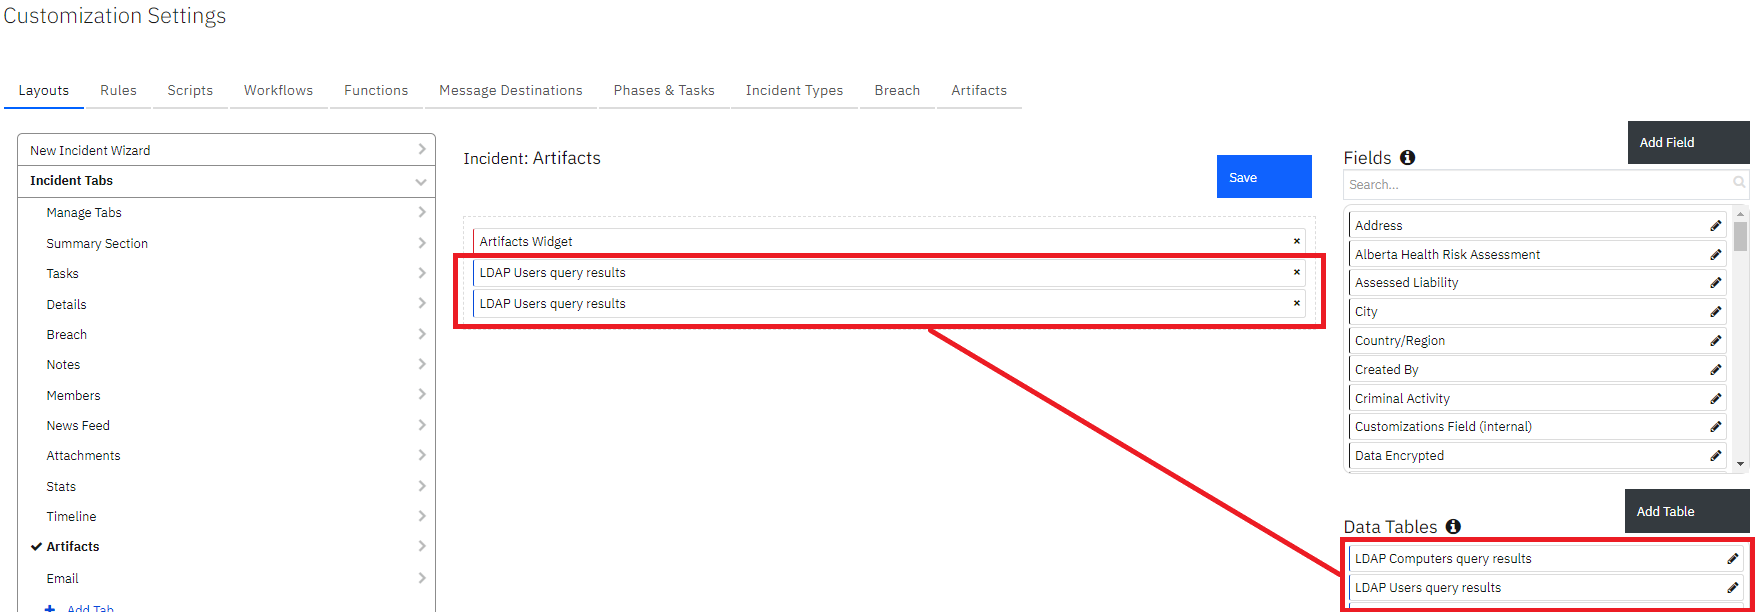 Customization Settings
Layouts
Rules
Scripts
Workflows
Functions
Message Destinations
Phases & Tasks
Incident Types
Breach
Artifacts
New Incident Wizard
Incident Tabs
Manage Tabs
Summary Section
Tasks
Details
Breach
Notes
Members
News Feed
Attachments
Stats
Timeline
Artifacts
Email
Add Tab
Incident: Artifacts
Save
Artifacts Widget
LDAP Users query results
LDAP Users query results
Fields
Add Field
Search...
Address
Alberta Health Risk Assessment
Assessed Liability
City
Country/Region
Created By
Criminal Activity
Customizations Field (internal)
Data Encrypted
Data Tables
Add Table
LDAP Computers query results
LDAP Users query results